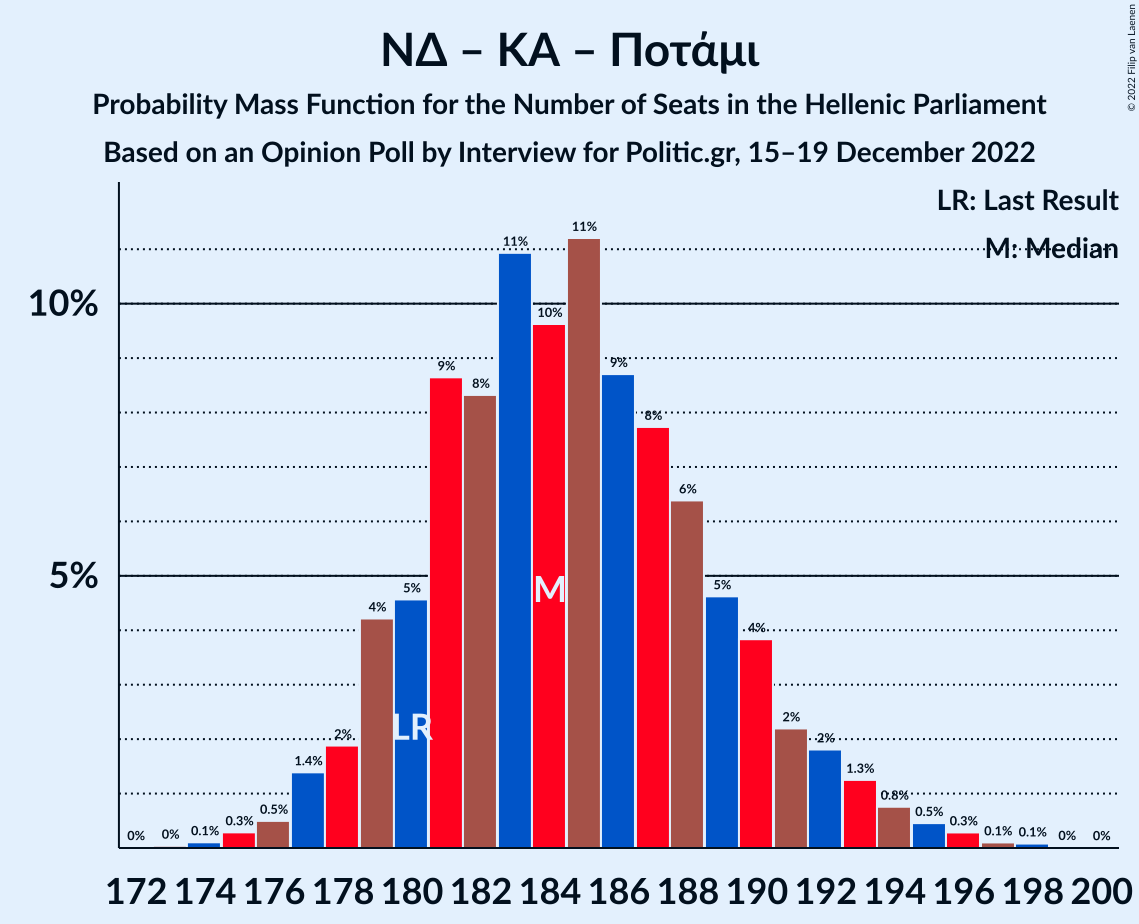 © 2022 Filip van Laenen
ΝΔ – ΚΑ – Ποτάμι
Probability Mass Function for the Number of Seats in the Hellenic Parliament
Based on an Opinion Poll by Interview for Politic.gr, 15–19 December 2022
LR: Last Result
M: Median
10%
5%
0% 0% 0.1% 0.3% 0.5% 1.4% 2% 4% 5% 9% 8% 11% 10% 11% 9% 8% 6% 5% 4% 2% 2% 1.3% 0.8% 0.5% 0.3% 0.1% 0.1% 0% 0%
M
LR
172 174 176 178 180 182 184 186 188 190 192 194 196 198 200